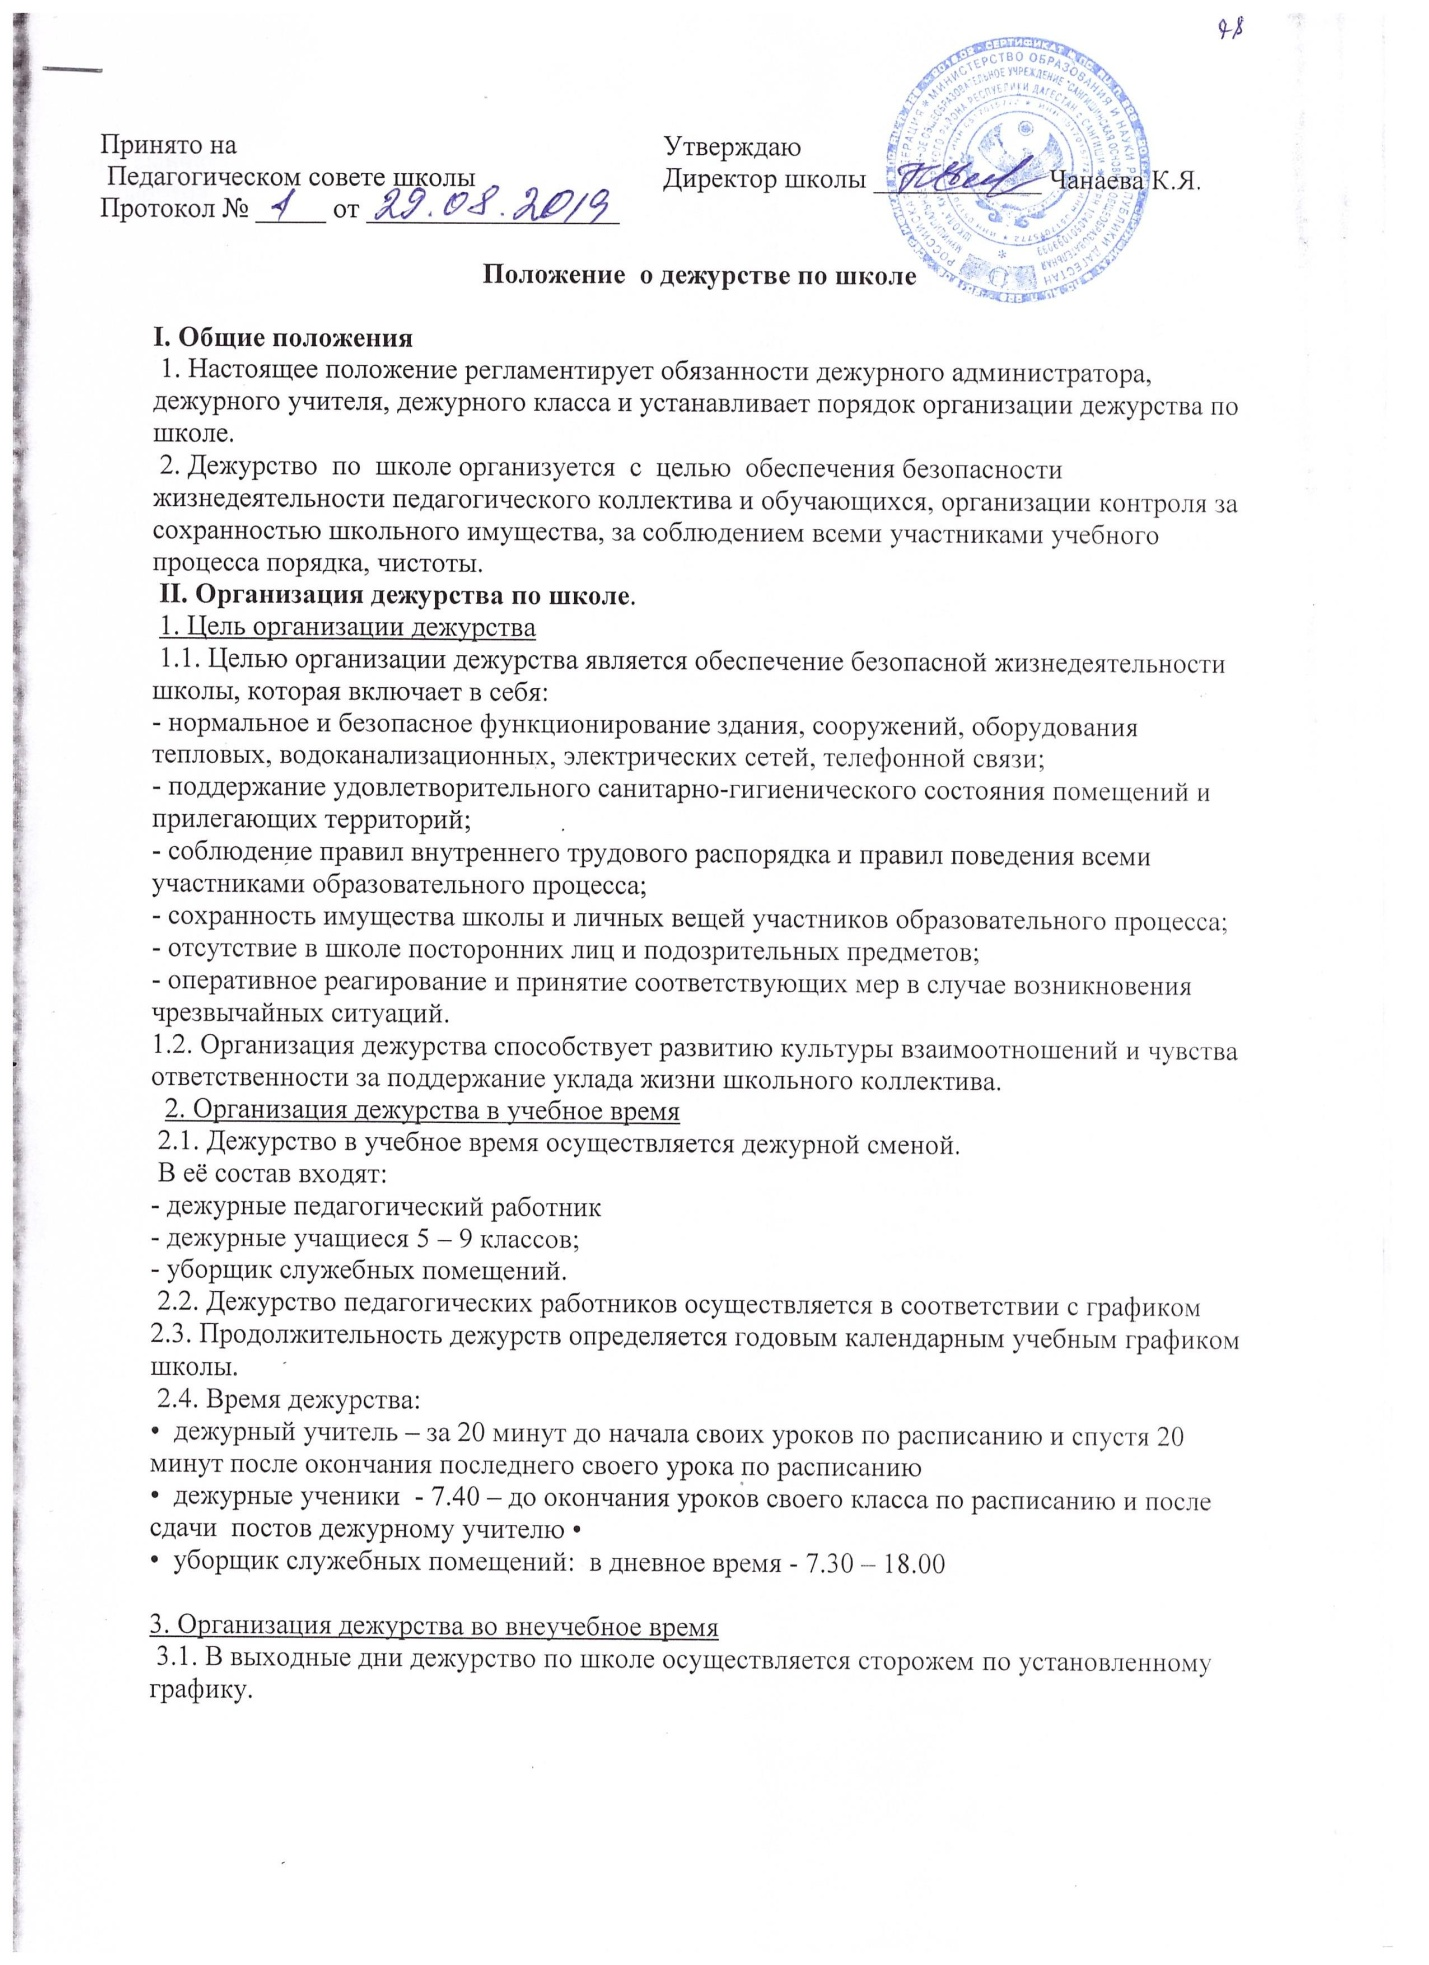 98
Принято на
Педагогическом совете школы
Протокол № 1 от 29.08.2019
Утверждаю
Директор школы ____________ Чанаева К.Я.
МИНИСТЕРСТВО ОБРАЗОВАНИЯ И НАУКИ РЕСПУБЛИКИ ДАГЕСТАН
Положение о дежурстве по школе
I. Общие положения
1. Настоящее положение регламентирует обязанности дежурного администратора,
дежурного учителя, дежурного класса и устанавливает порядок организации дежурства по
школе.
2. Дежурство по школе организуется с целью обеспечения безопасности
жизнедеятельности педагогического коллектива и обучающихся, организации контроля за
сохранностью школьного имущества, за соблюдением всеми участниками учебного
процесса порядка, чистоты.
II. Организация дежурства по школе.
1. Цель организации дежурства
1.1. Целью организации дежурства является обеспечение безопасной жизнедеятельности
школы, которая включает в себя:
- нормальное и безопасное функционирование здания, сооружений, оборудования
тепловых, водоканализационных, электрических сетей, телефонной связи;
- поддержание удовлетворительного санитарно-гигиенического состояния помещений и
прилегающих территорий;
- соблюдение правил внутреннего трудового распорядка и правил поведения всеми
участниками образовательного процесса;
- сохранность имущества школы и личных вещей участников образовательного процесса;
- отсутствие в школе посторонних лиц и подозрительных предметов;
- оперативное реагирование и принятие соответствующих мер в случае возникновения
чрезвычайных ситуаций.
1.2. Организация дежурства способствует развитию культуры взаимоотношений и чувства
ответственности за поддержание уклада жизни школьного коллектива.
2. Организация дежурства в учебное время
2.1. Дежурство в учебное время осуществляется дежурной сменой.
В её состав входят:
- дежурные педагогический работник
- дежурные учащиеся 5 – 9 классов;
- уборщик служебных помещений.
2.2. Дежурство педагогических работников осуществляется в соответствии с графиком
2.3. Продолжительность дежурств определяется годовым календарным учебным графиком
школы.
2.4. Время дежурства:
• дежурный учитель – за 20 минут до начала своих уроков по расписанию и спустя 20
минут после окончания последнего своего урока по расписанию
• дежурные ученики - 7.40 – до окончания уроков своего класса по расписанию и после
сдачи постов дежурному учителю •
• уборщик служебных помещений: в дневное время - 7.30 – 18.00
3. Организация дежурства во внеучебное время
3.1. В выходные дни дежурство по школе осуществляется сторожем по установленному
графику.